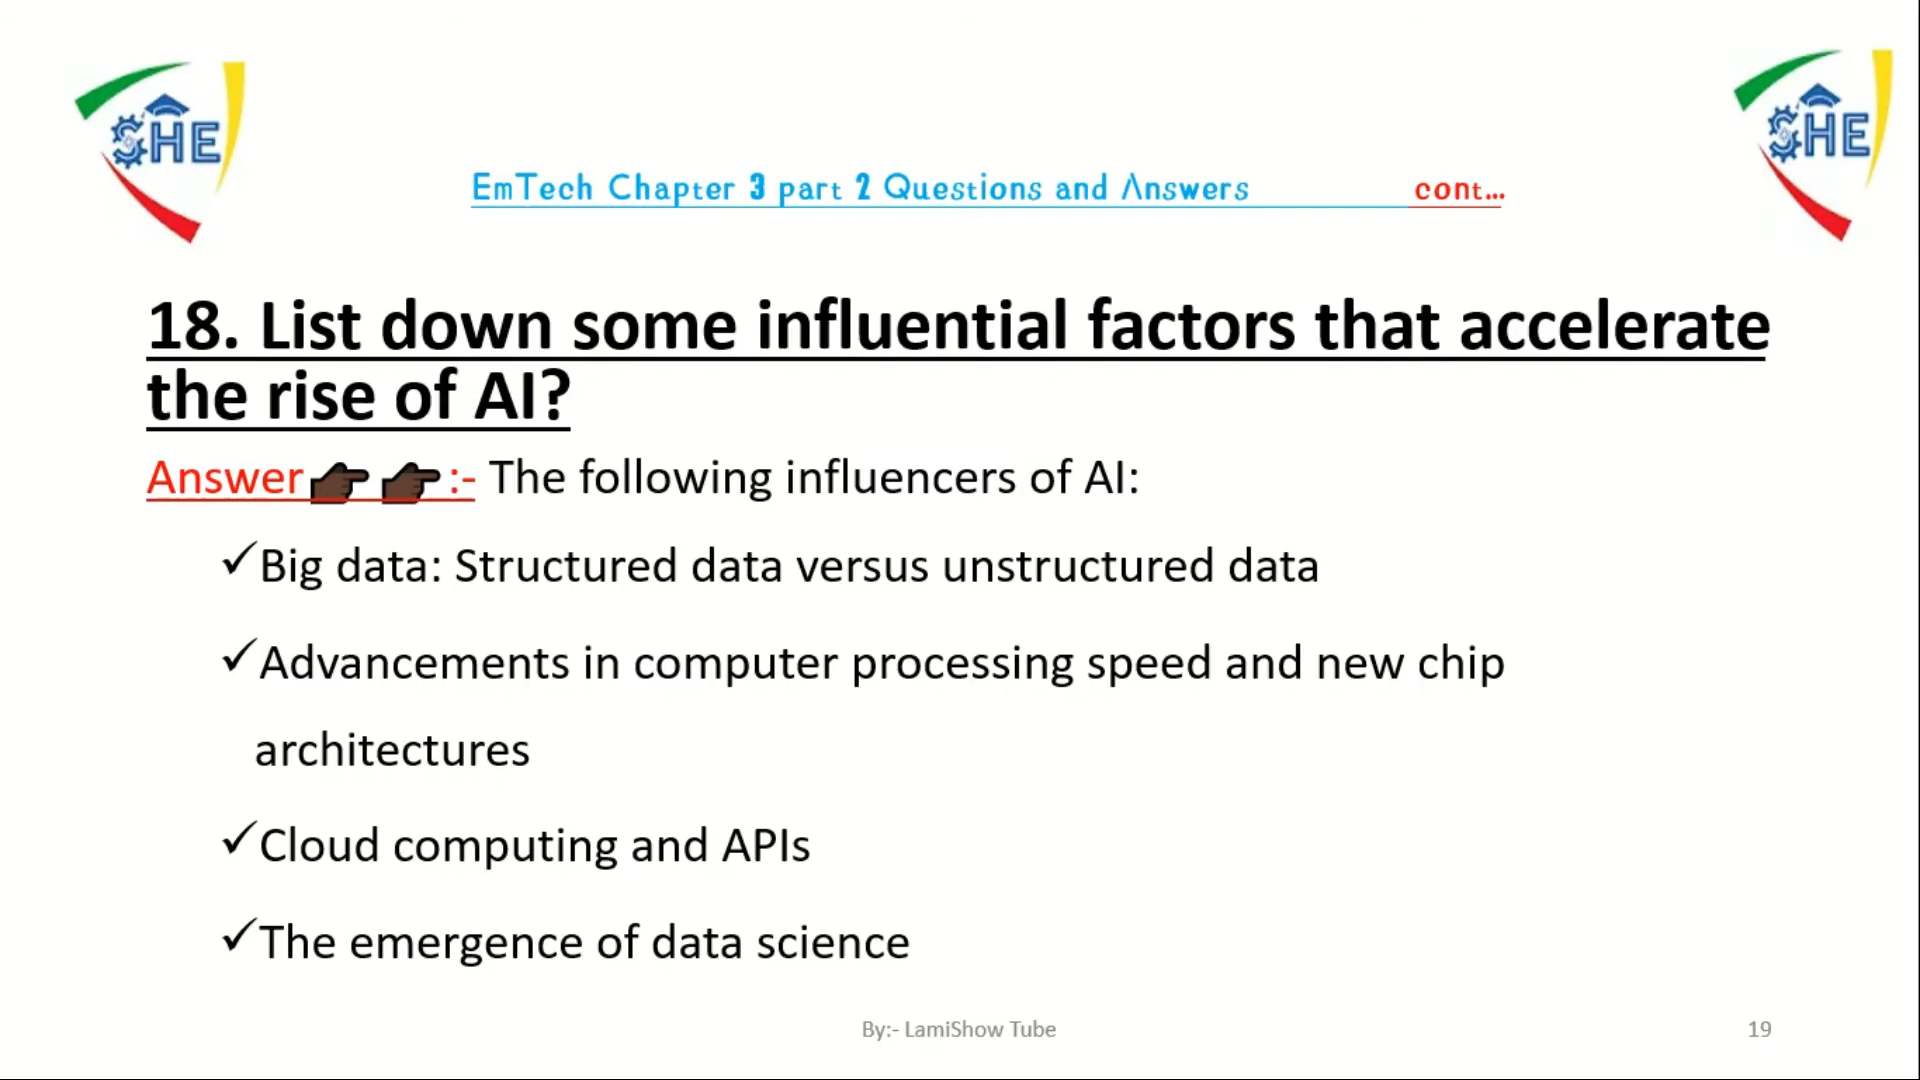 SHE
SHE
EmTech Chapter 3 part 2 Questions and Answers cont...
18. List down some influential factors that accelerate
the rise of AI?
Answer👉🏿👉🏿:- The following influencers of AI:
✓Big data: Structured data versus unstructured data
✓Advancements in computer processing speed and new chip
architectures
✓Cloud computing and APIs
✓The emergence of data science
By:- LamiShow Tube
19